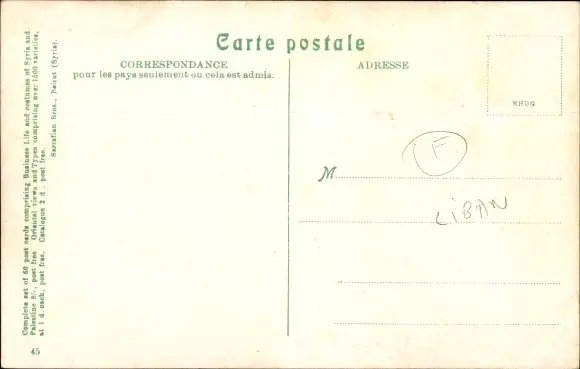 Carte postale
CORRESPONDANCE
pour les pays seulement ou cela est admis.
ADRESSE
KHUG
F
M
LIBAN
Complete set of 60 post cards comprising Business Life and costumes of Syria and
Palestine 8/-, post free Oriental views and Types comprising over 1500 varieties,
at 1 d. each, post free. Catalogue 2 d., post free.
Sarrafian Bros., Beirut (Syria).
45